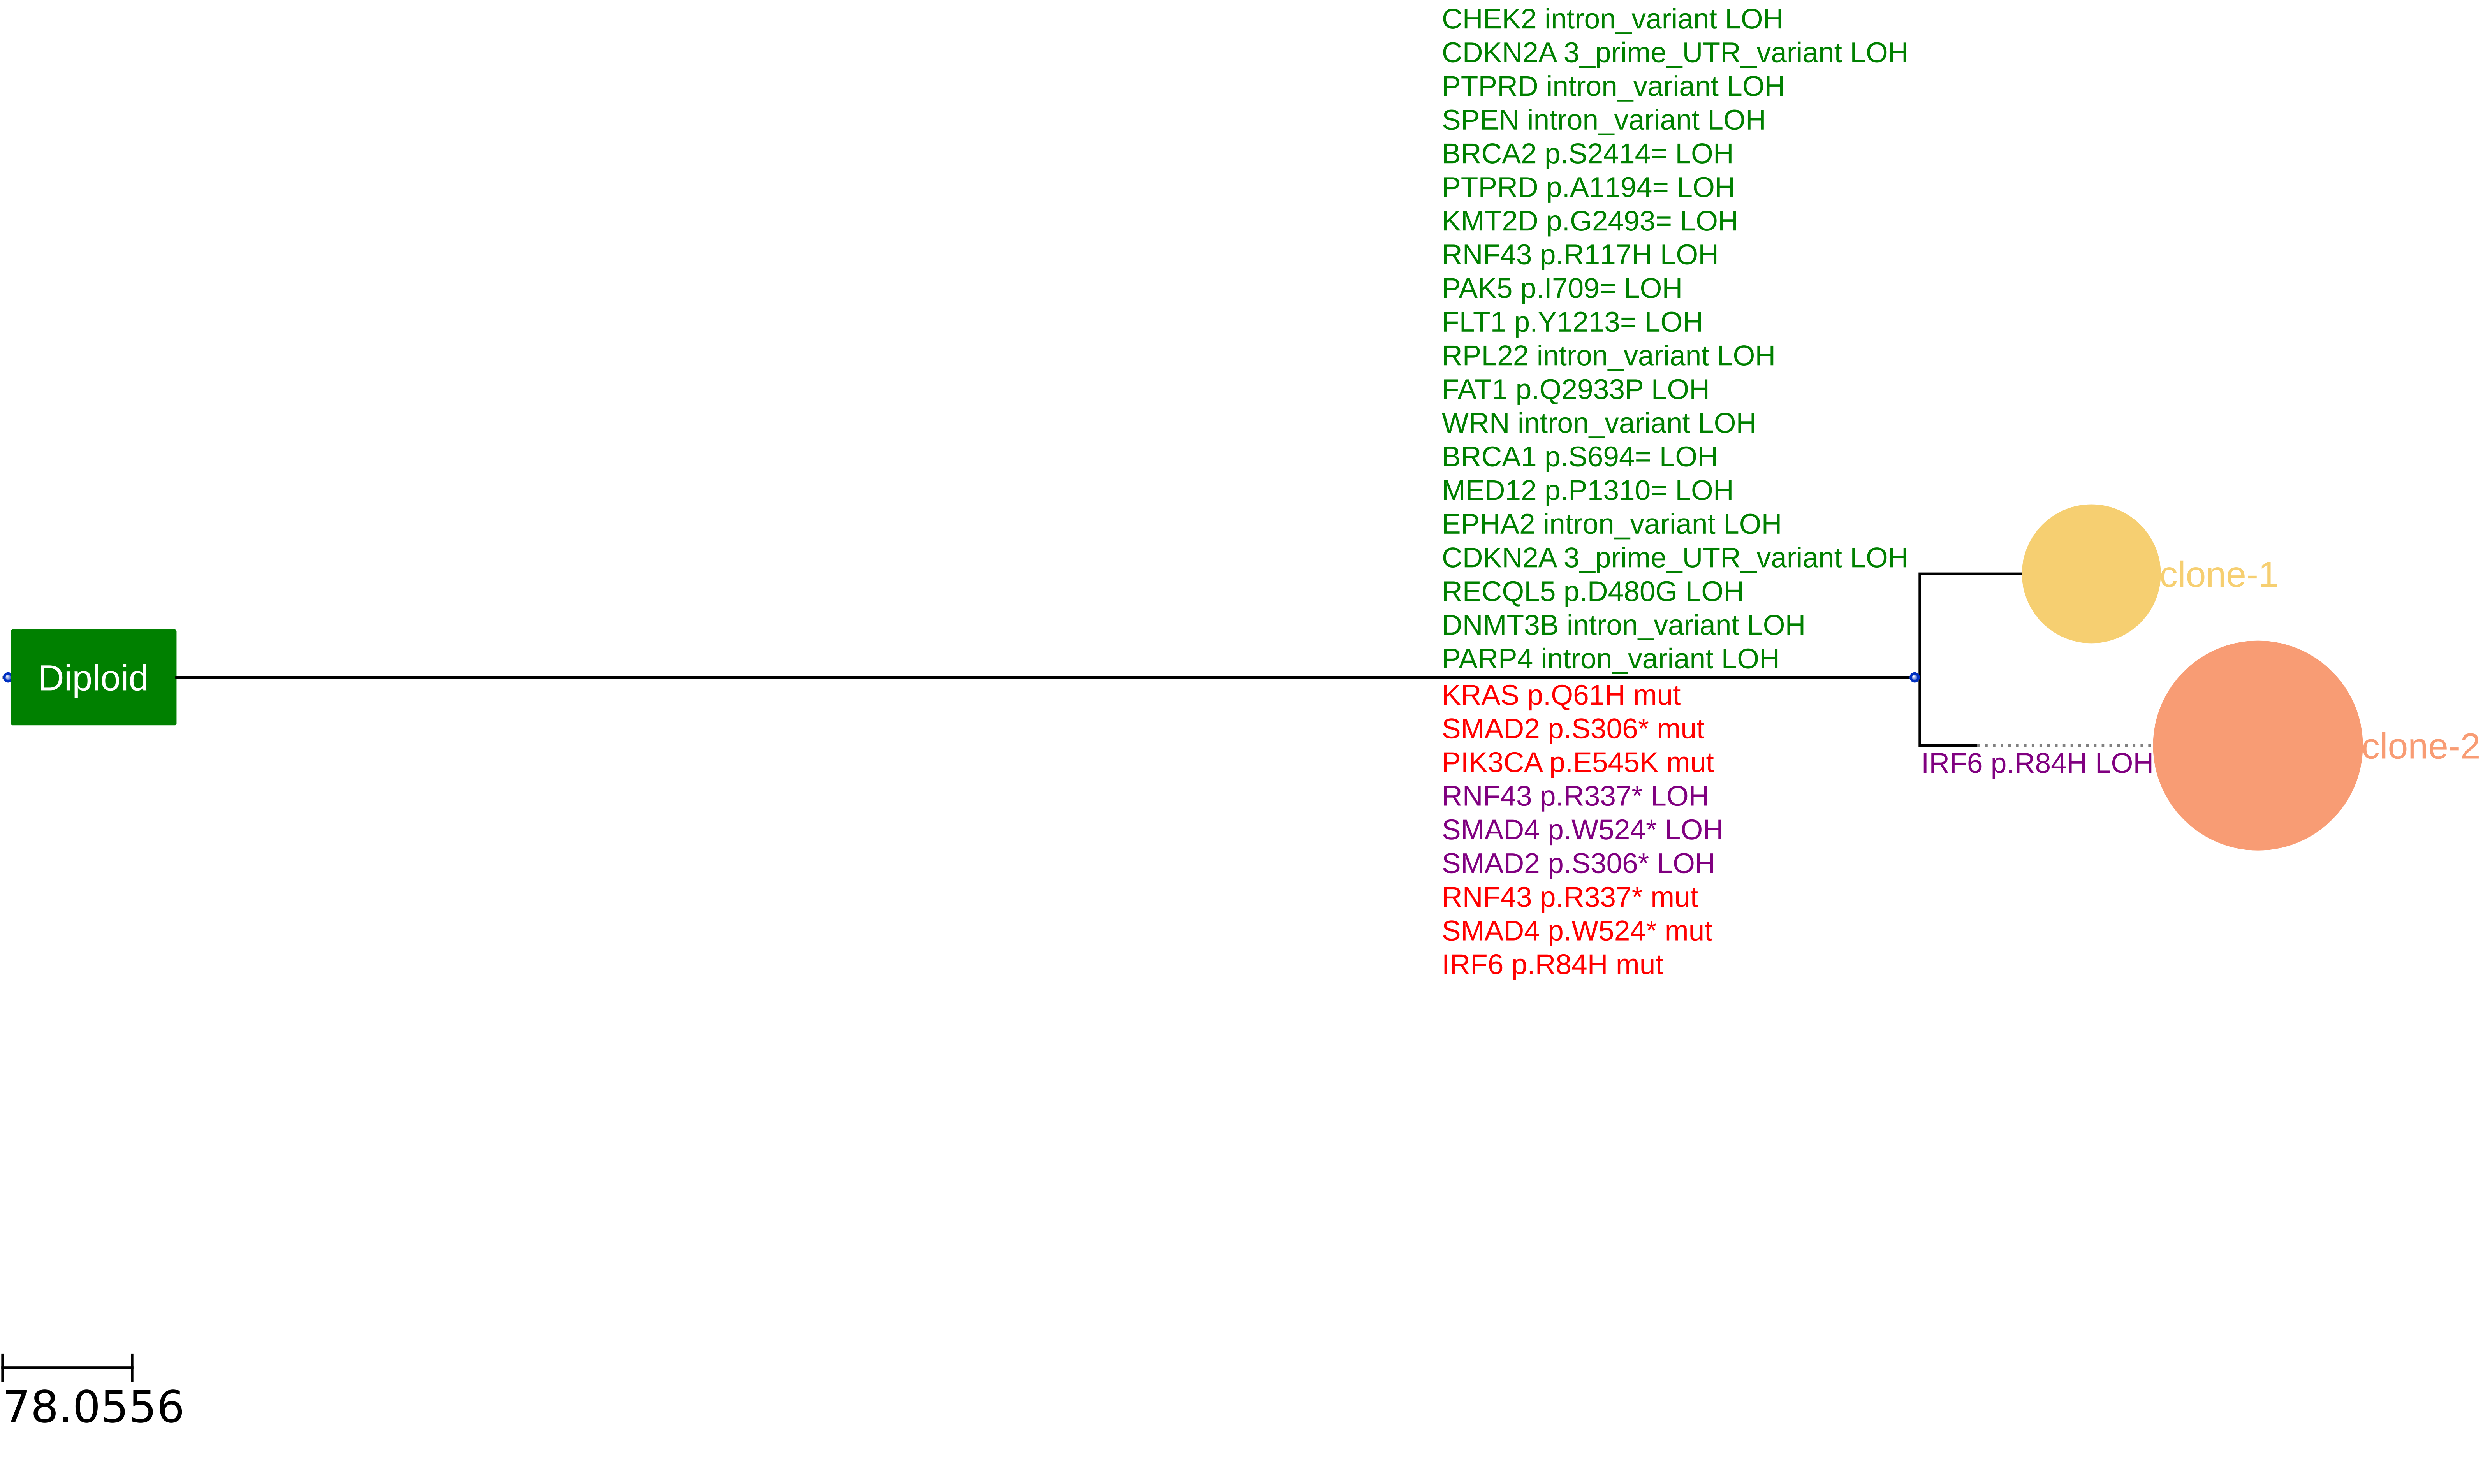 CHEK2 intron_variant LOH
CDKN2A 3_prime_UTR_variant LOH
PTPRD intron_variant LOH
SPEN intron_variant LOH
BRCA2 p.S2414= LOH
PTPRD p.A1194= LOH
KMT2D p.G2493= LOH
RNF43 p.R117H LOH
PAK5 p.I709= LOH
FLT1 p.Y1213= LOH
RPL22 intron_variant LOH
FAT1 p.Q2933P LOH
WRN intron_variant LOH
BRCA1 p.S694= LOH
MED12 p.P1310= LOH
EPHA2 intron_variant LOH
CDKN2A 3_prime_UTR_variant LOH
RECQL5 p.D480G LOH
DNMT3B intron_variant LOH
PARP4 intron_variant LOH
Diploid
KRAS p.Q61H mut
SMAD2 p.S306* mut
PIK3CA p.E545K mut
RNF43 p.R337* LOH
SMAD4 p.W524* LOH
SMAD2 p.S306* LOH
RNF43 p.R337* mut
SMAD4 p.W524* mut
IRF6 p.R84H mut
clone-1
clone-2
IRF6 p.R84H LOH
78.0556